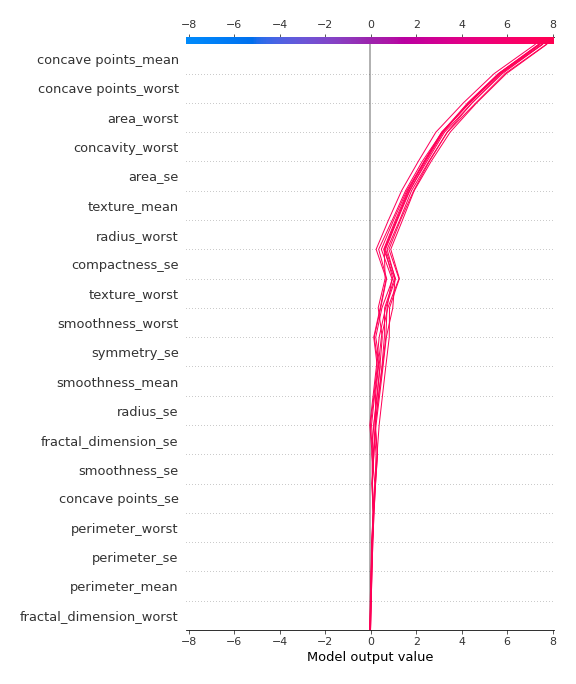 −8 −6 −4 −2 0 2 4 6 8
concave points_mean
concave points_worst
area_worst
concavity_worst
area_se
texture_mean
radius_worst
compactness_se
texture_worst
smoothness_worst
symmetry_se
smoothness_mean
radius_se
fractal_dimension_se
smoothness_se
concave points_se
perimeter_worst
perimeter_se
perimeter_mean
fractal_dimension_worst
−8 −6 −4 −2 0 2 4 6 8
Model output value